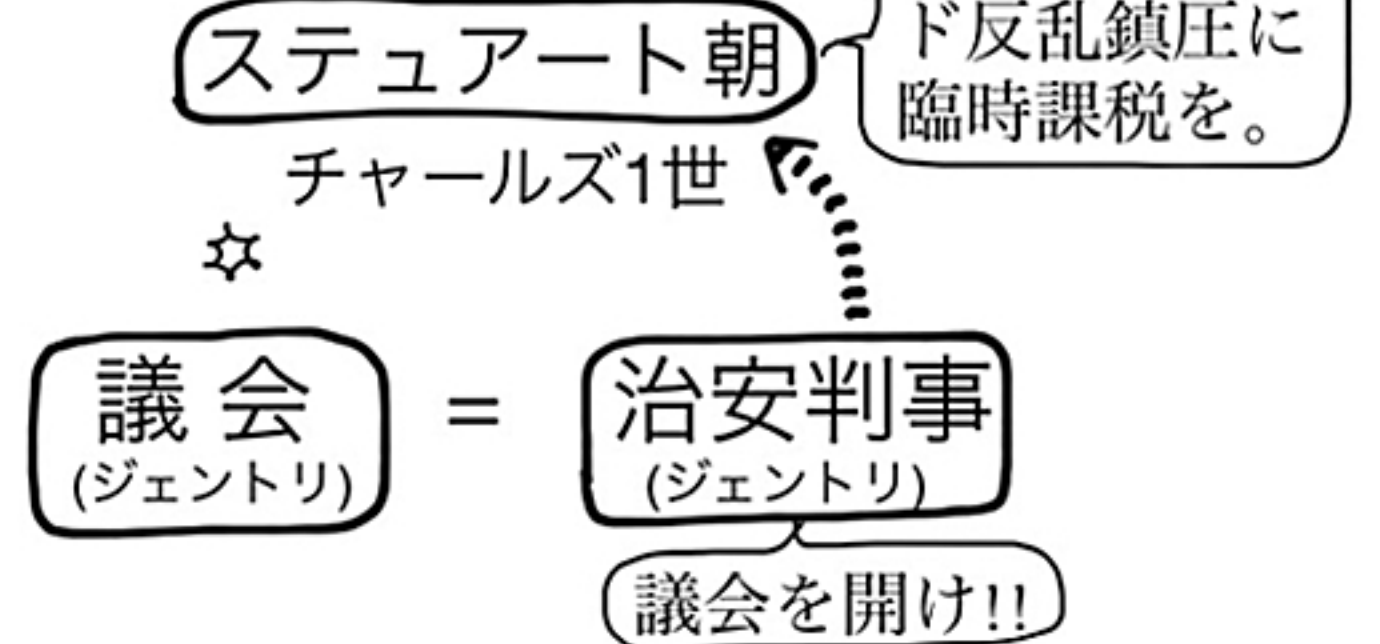 ステュアート朝
ド反乱鎮圧に
臨時課税を。
チャールズ1世
議会
=
治安判事
(ジェントリ)
(ジェントリ)
議会を開け!!